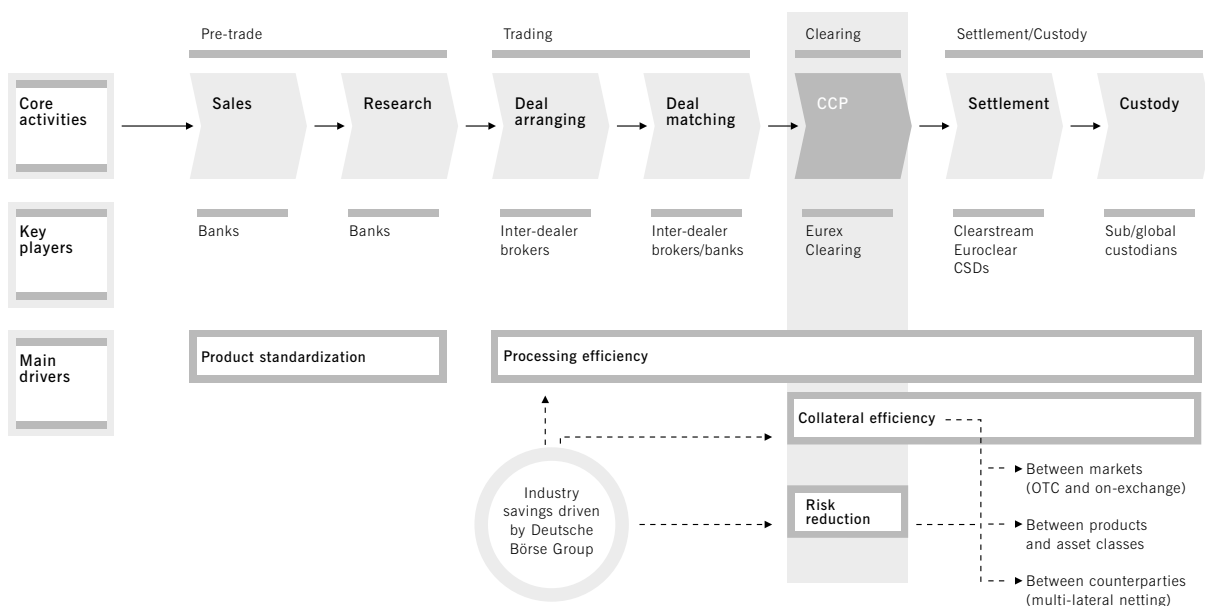 Pre-trade
Trading
Clearing
Settlement/Custody
Core
activities
Sales
Research
Deal
arranging
Deal
matching
CCP
Settlement
Custody
Key
players
Banks
Banks
Inter-dealer
brokers
Inter-dealer
brokers/banks
Eurex
Clearing
Clearstream
Euroclear
CSDs
Sub/global
custodians
Main
drivers
Product standardization
Processing efficiency
Collateral efficiency
Industry
savings driven
by Deutsche
Börse Group
Risk
reduction
Between markets
(OTC and on-exchange)
Between products
and asset classes
Between counterparties
(multi-lateral netting)